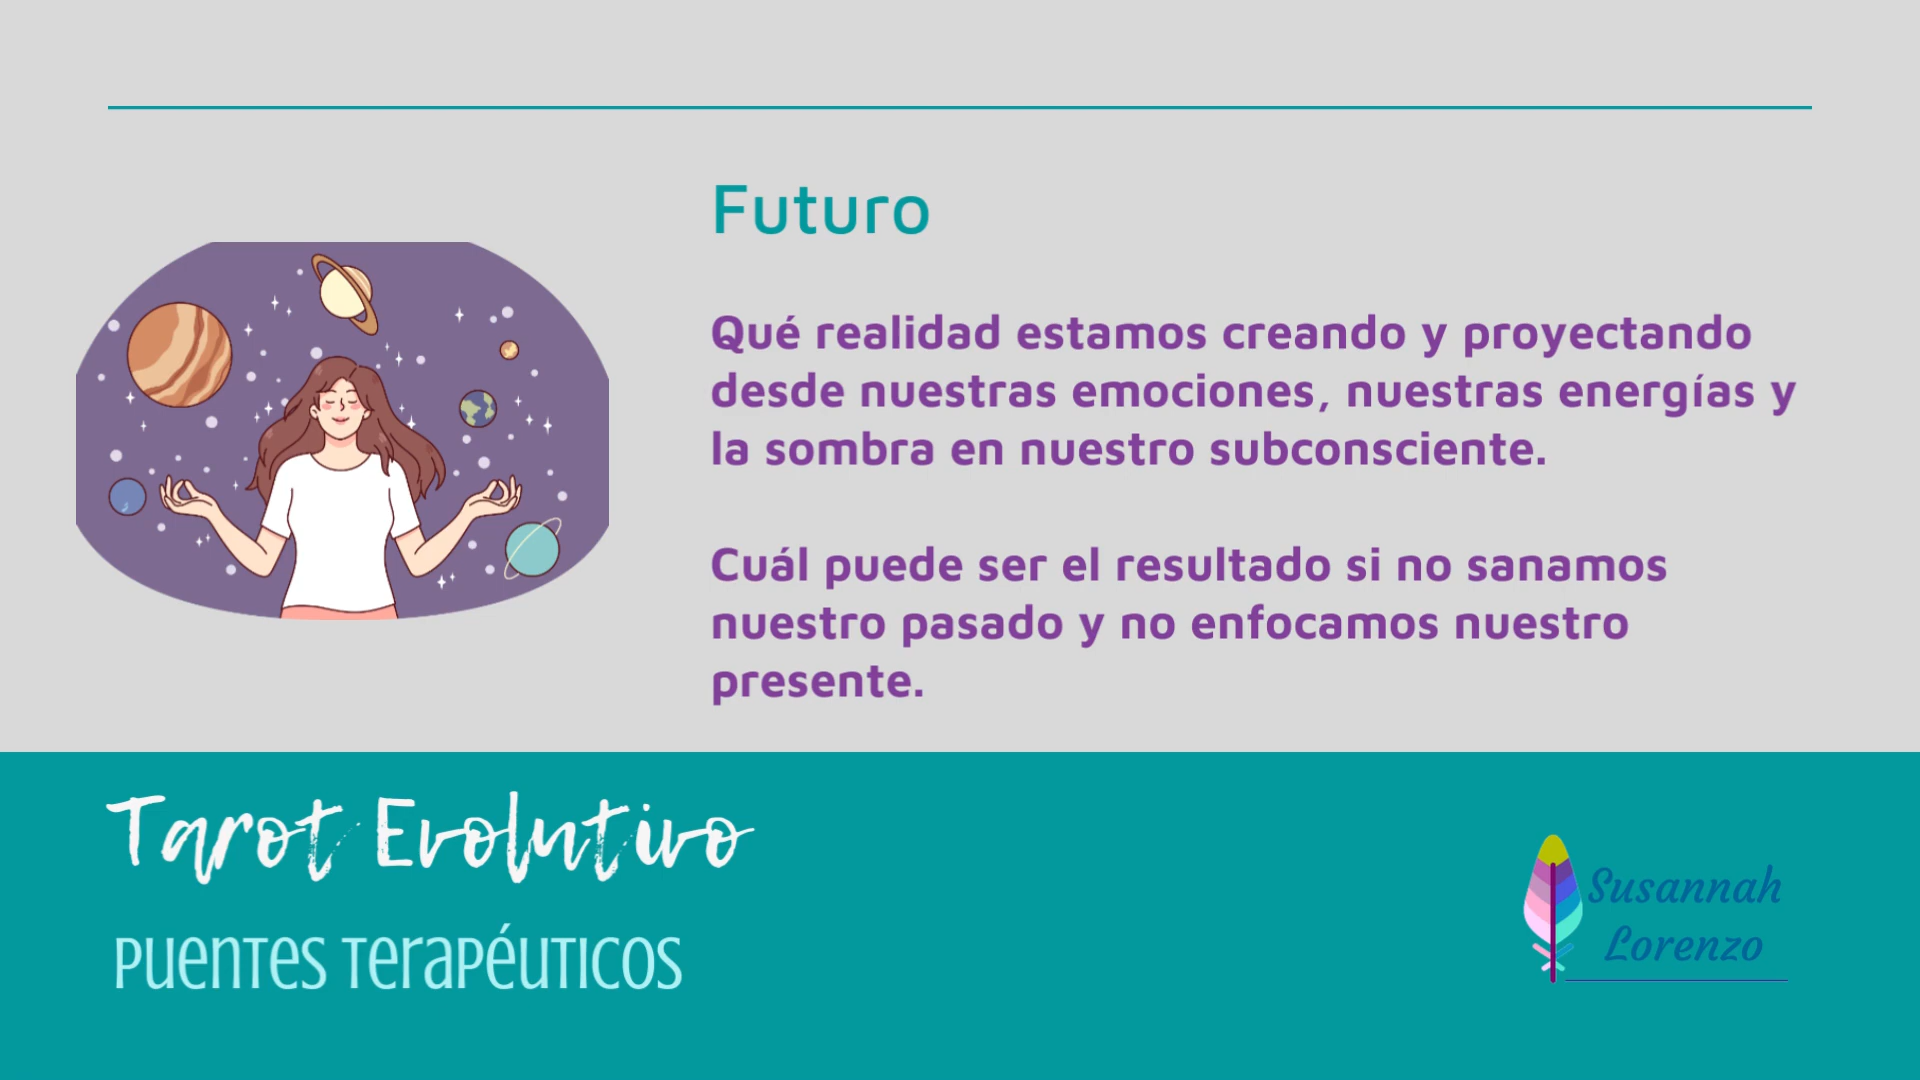 Futuro
Qué realidad estamos creando y proyectando
desde nuestras emociones, nuestras energías y
la sombra en nuestro subconsciente.
Cuál puede ser el resultado si no sanamos
nuestro pasado y no enfocamos nuestro
presente.
Tarot Evolutivo
Puentes Terapéuticos
Susannah
Lorenzo